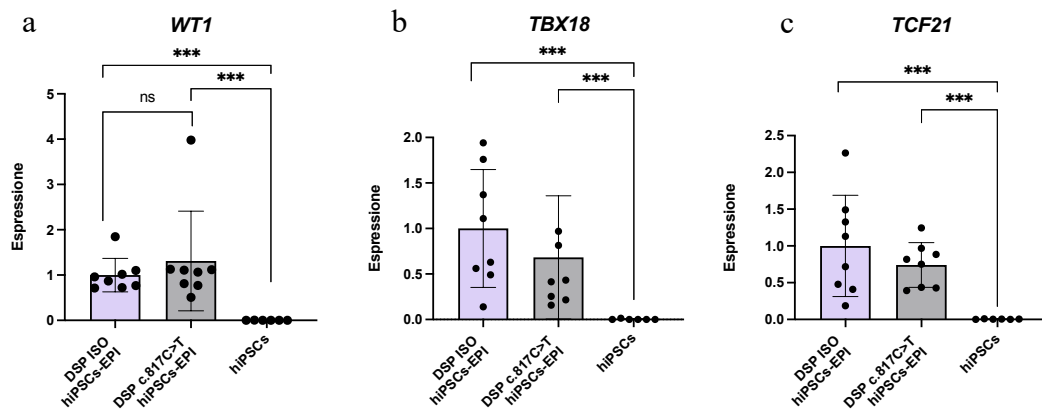 a
WT1
***
***
ns
5
4
3
2
1
0
Espressione
DSP ISO
hiPSCs-EPI
DSP c.817C>T
hiPSCs-EPI
hiPSCs
b
TBX18
***
***
2.0
1.5
1.0
0.5
0.0
Espressione
DSP ISO
hiPSCs-EPI
DSP c.817C>T
hiPSCs-EPI
hiPSCs
c
TCF21
***
***
2.5
2.0
1.5
1.0
0.5
0.0
Espressione
DSP ISO
hiPSCs-EPI
DSP c.817C>T
hiPSCs-EPI
hiPSCs